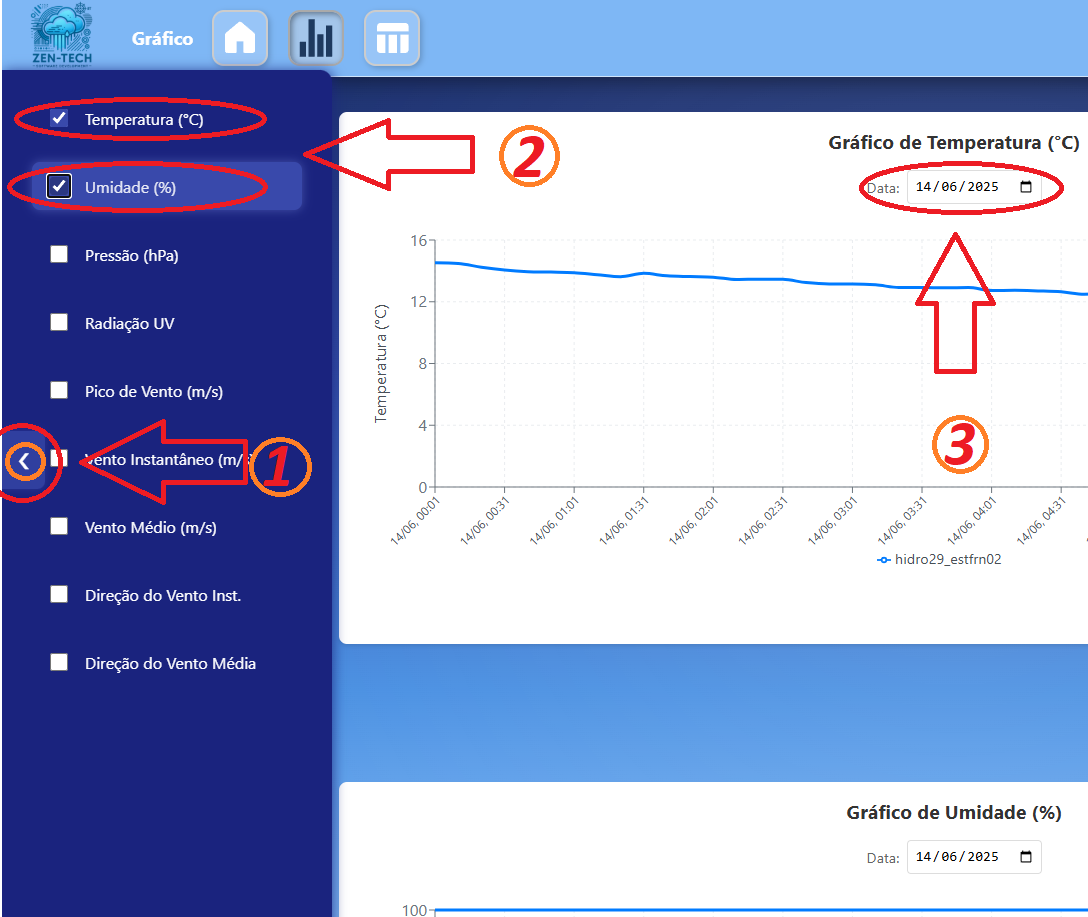 ZEN-TECH
Gráfico
Temperatura (°C)
Umidade (%)
Pressão (hPa)
Radiação UV
Pico de Vento (m/s)
Vento Instantâneo (m/s
Vento Médio (m/s)
Direção do Vento Inst.
Direção do Vento Média
1
2
3
Gráfico de Temperatura (°C)
Data: 14/06/2025
Temperatura (°C)
16
12
8
4
0
14/06, 00:01
14/06, 00:31
14/06, 01:01
14/06, 01:31
14/06, 02:01
14/06, 02:31
14/06, 03:01
14/06, 03:31
14/06, 04:01
14/06, 04:31
hidro29_estfrn02
Gráfico de Umidade (%)
Data: 14/06/2025
100